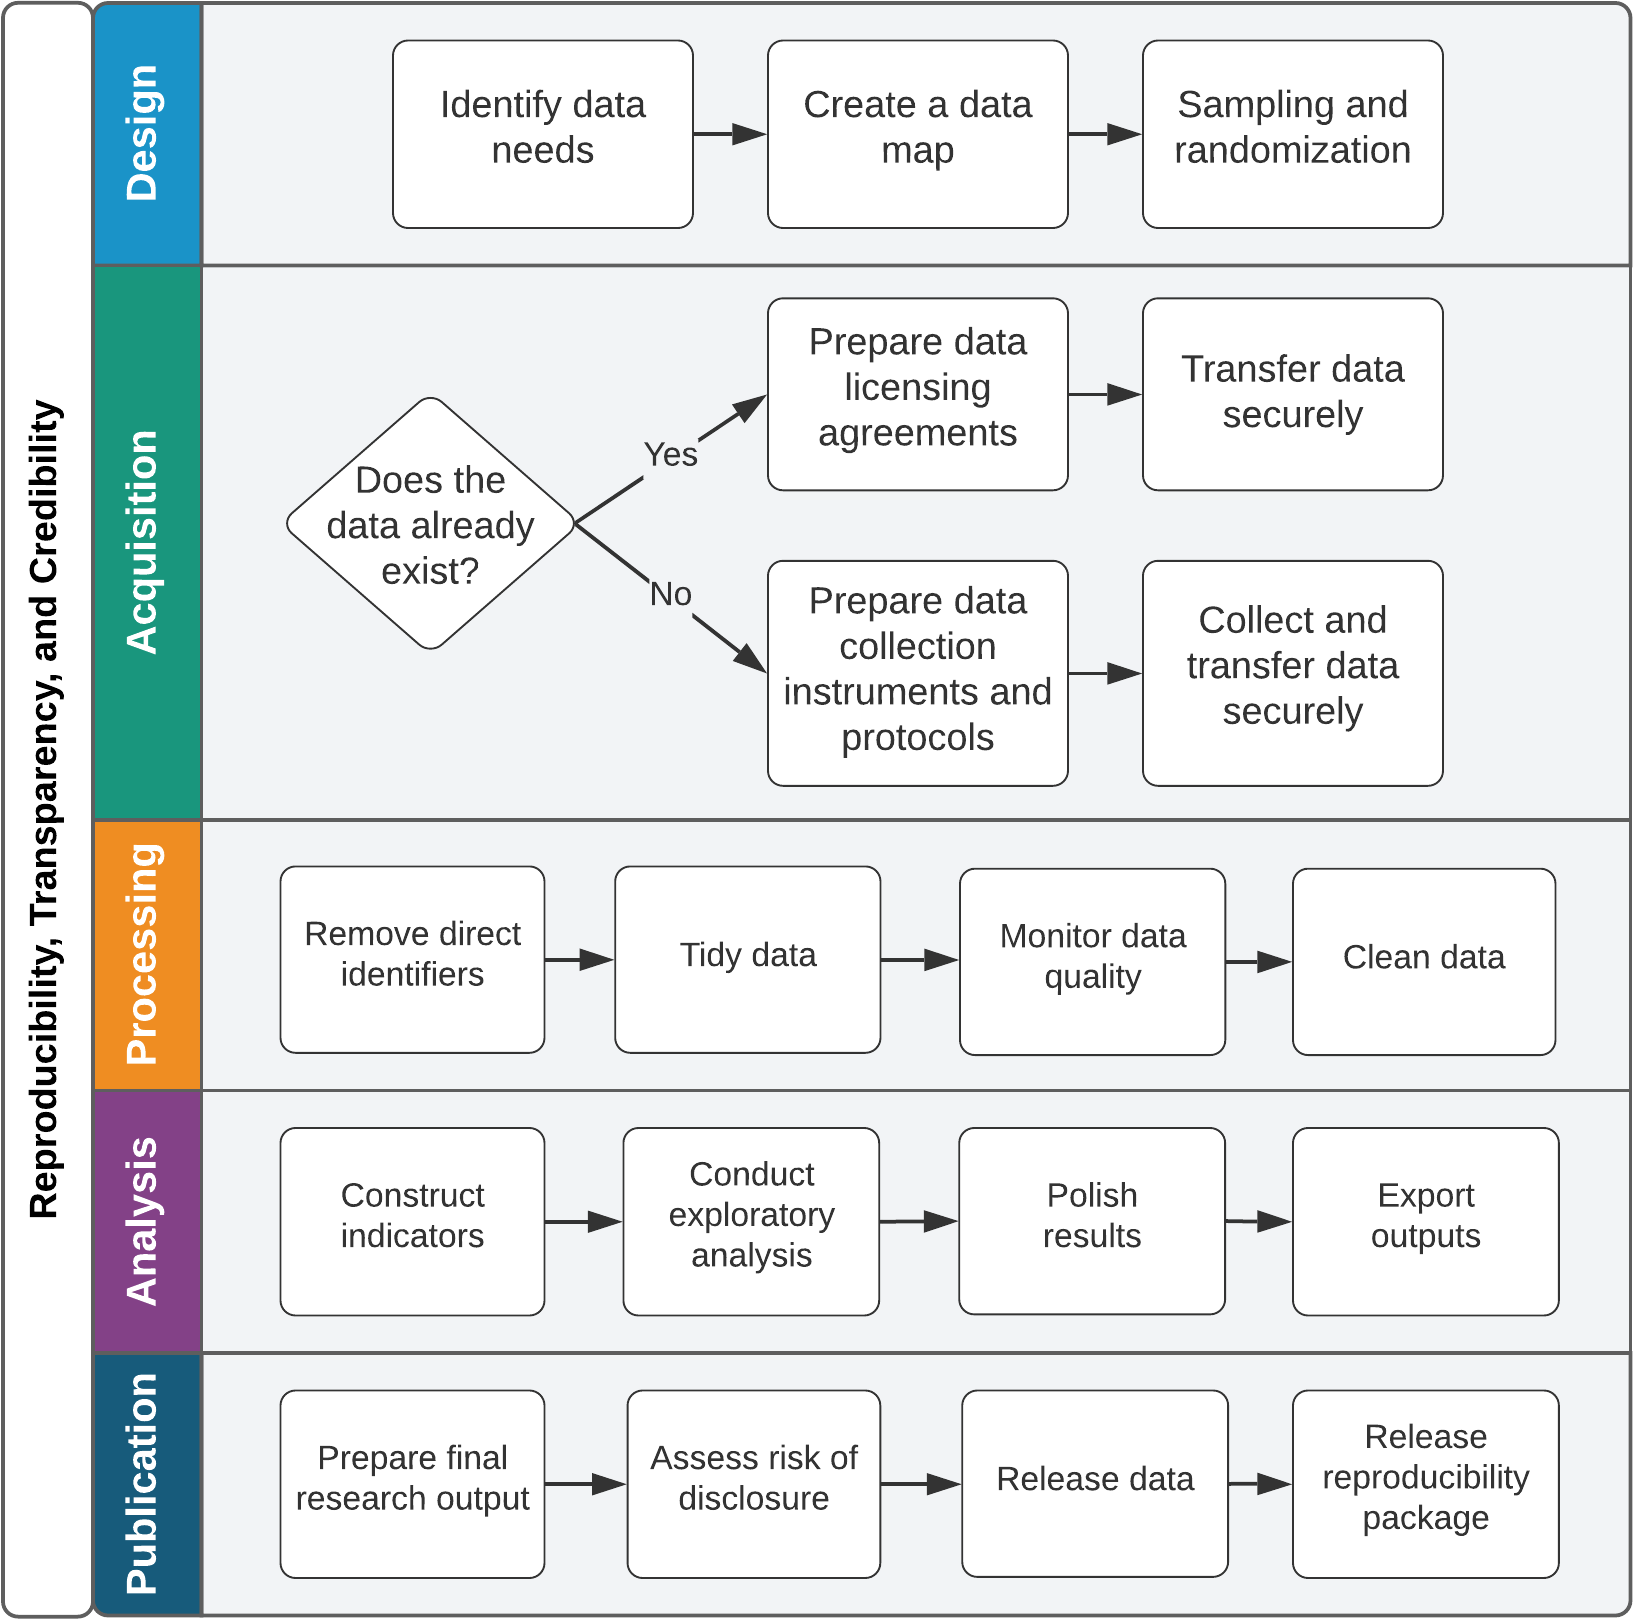 Reproducibility, Transparency, and Credibility
Design
Identify data
needs
Create a data
map
Sampling and
randomization
Acquisition
Does the
data already
exist?
Yes
Prepare data
licensing
agreements
Transfer data
securely
No
Prepare data
collection
instruments and
protocols
Collect and
transfer data
securely
Processing
Remove direct
identifiers
Tidy data
Monitor data
quality
Clean data
Analysis
Construct
indicators
Conduct
exploratory
analysis
Polish
results
Export
outputs
Publication
Prepare final
research output
Assess risk of
disclosure
Release data
Release
reproducibility
package